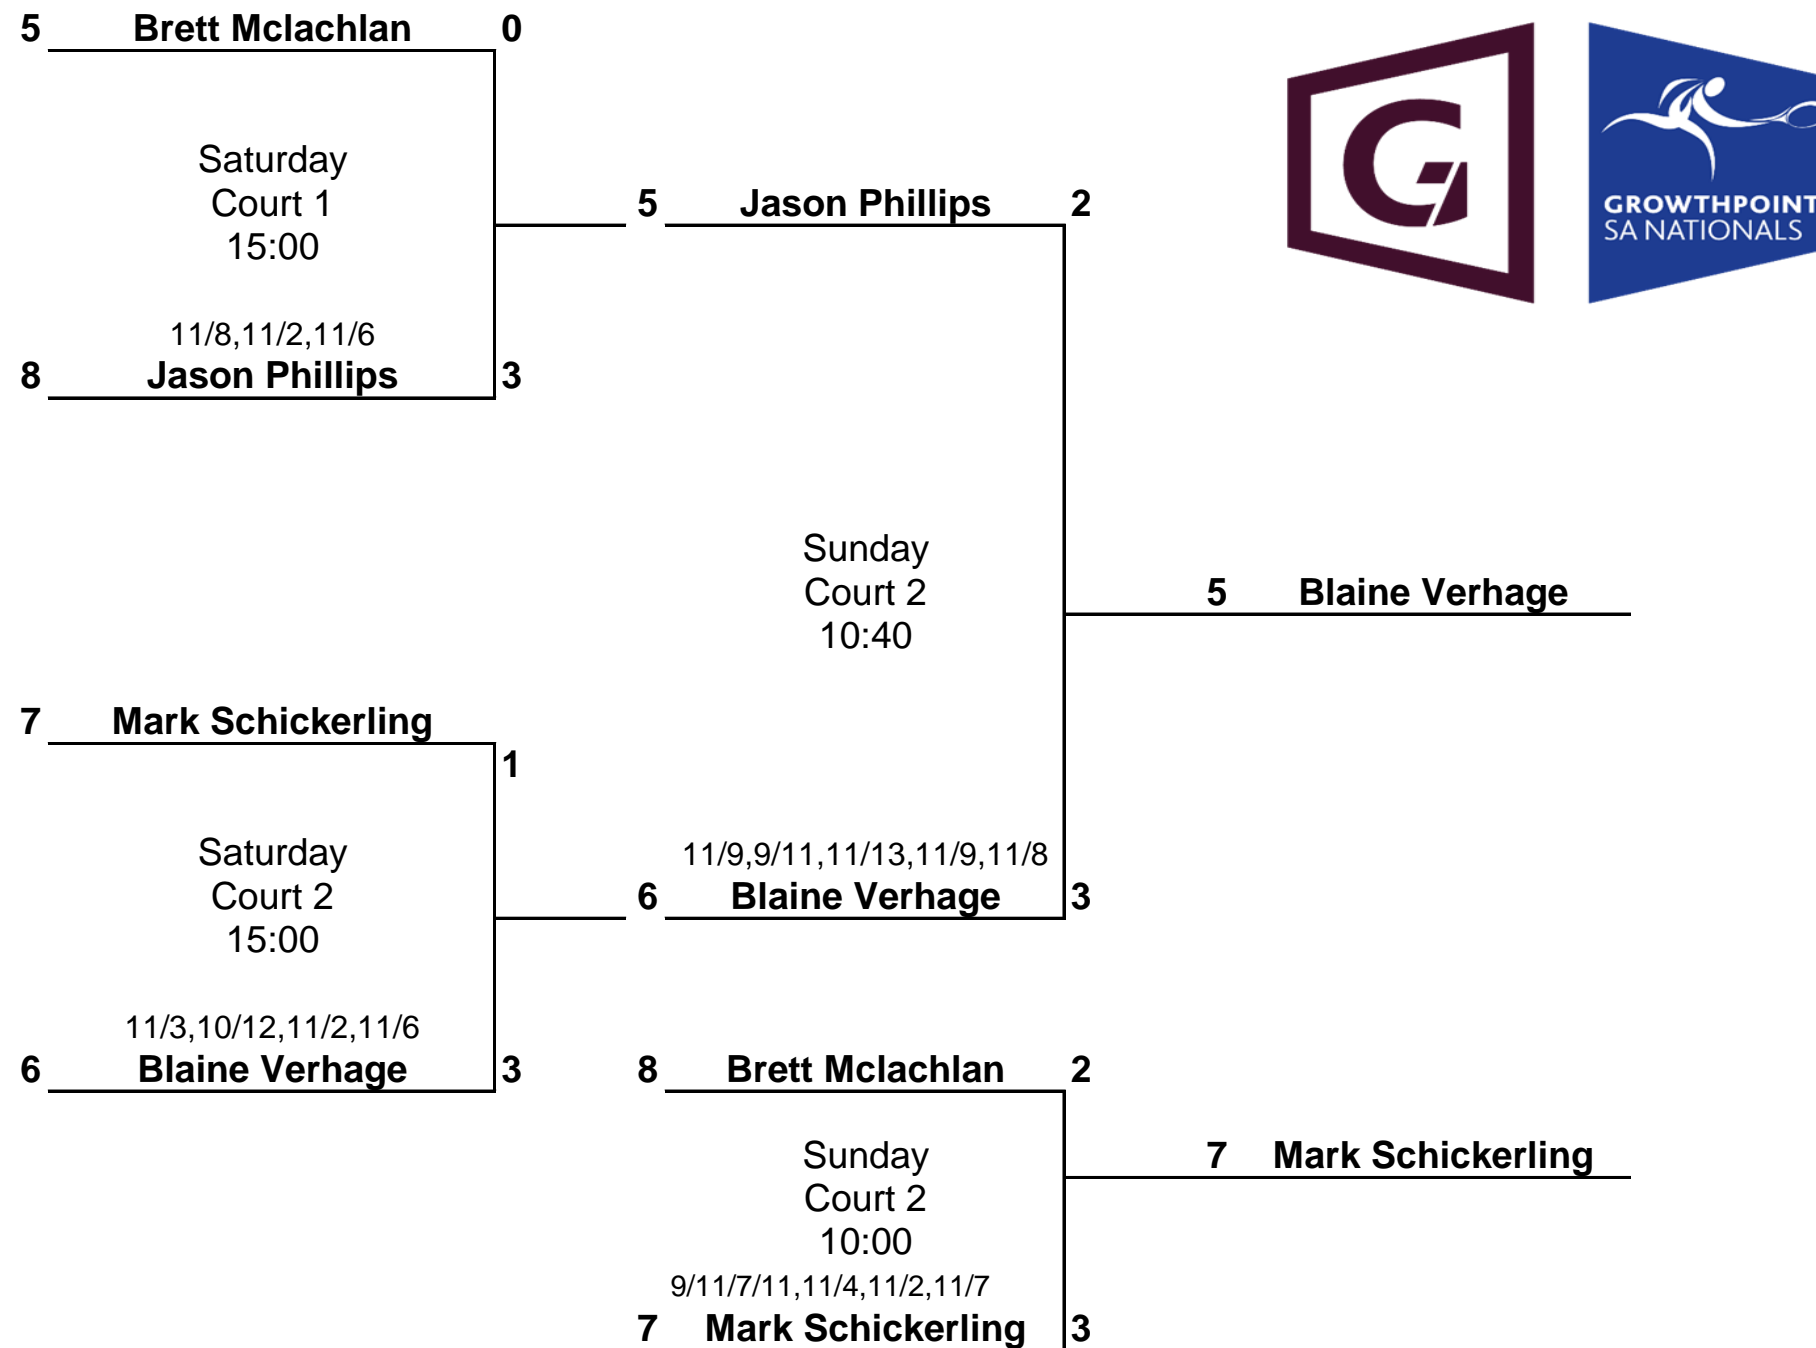 5 Brett Mclachlan 0
Saturday
Court 1
15:00
11/8,11/2,11/6
8 Jason Phillips 3
5 Jason Phillips 2
G
GROWTHPOINT
SA NATIONALS
Sunday
Court 2
10:40
5 Blaine Verhage
7 Mark Schickerling
1
Saturday
Court 2
15:00
11/3,10/12,11/2,11/6
6 Blaine Verhage 3
11/9,9/11,11/13,11/9,11/8
6 Blaine Verhage 3
8 Brett Mclachlan 2
Sunday
Court 2
10:00
9/11/7/11,11/4,11/2,11/7
7 Mark Schickerling 3
7 Mark Schickerling